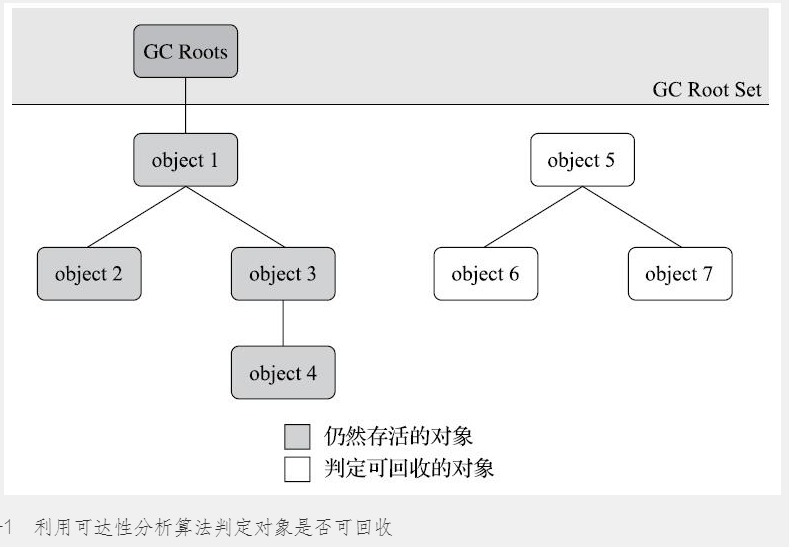 GC Roots
GC Root Set
object 1
object 5
object 2
object 3
object 6
object 7
object 4
仍然存活的对象
判定可回收的对象
-1 利用可达性分析算法判定对象是否可回收